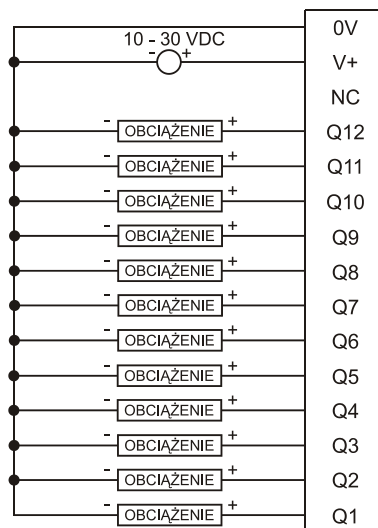 0V
10 - 30 VDC
- + V+
NC
- OBCIĄŻENIE + Q12
- OBCIĄŻENIE + Q11
- OBCIĄŻENIE + Q10
- OBCIĄŻENIE + Q9
- OBCIĄŻENIE + Q8
- OBCIĄŻENIE + Q7
- OBCIĄŻENIE + Q6
- OBCIĄŻENIE + Q5
- OBCIĄŻENIE + Q4
- OBCIĄŻENIE + Q3
- OBCIĄŻENIE + Q2
- OBCIĄŻENIE + Q1